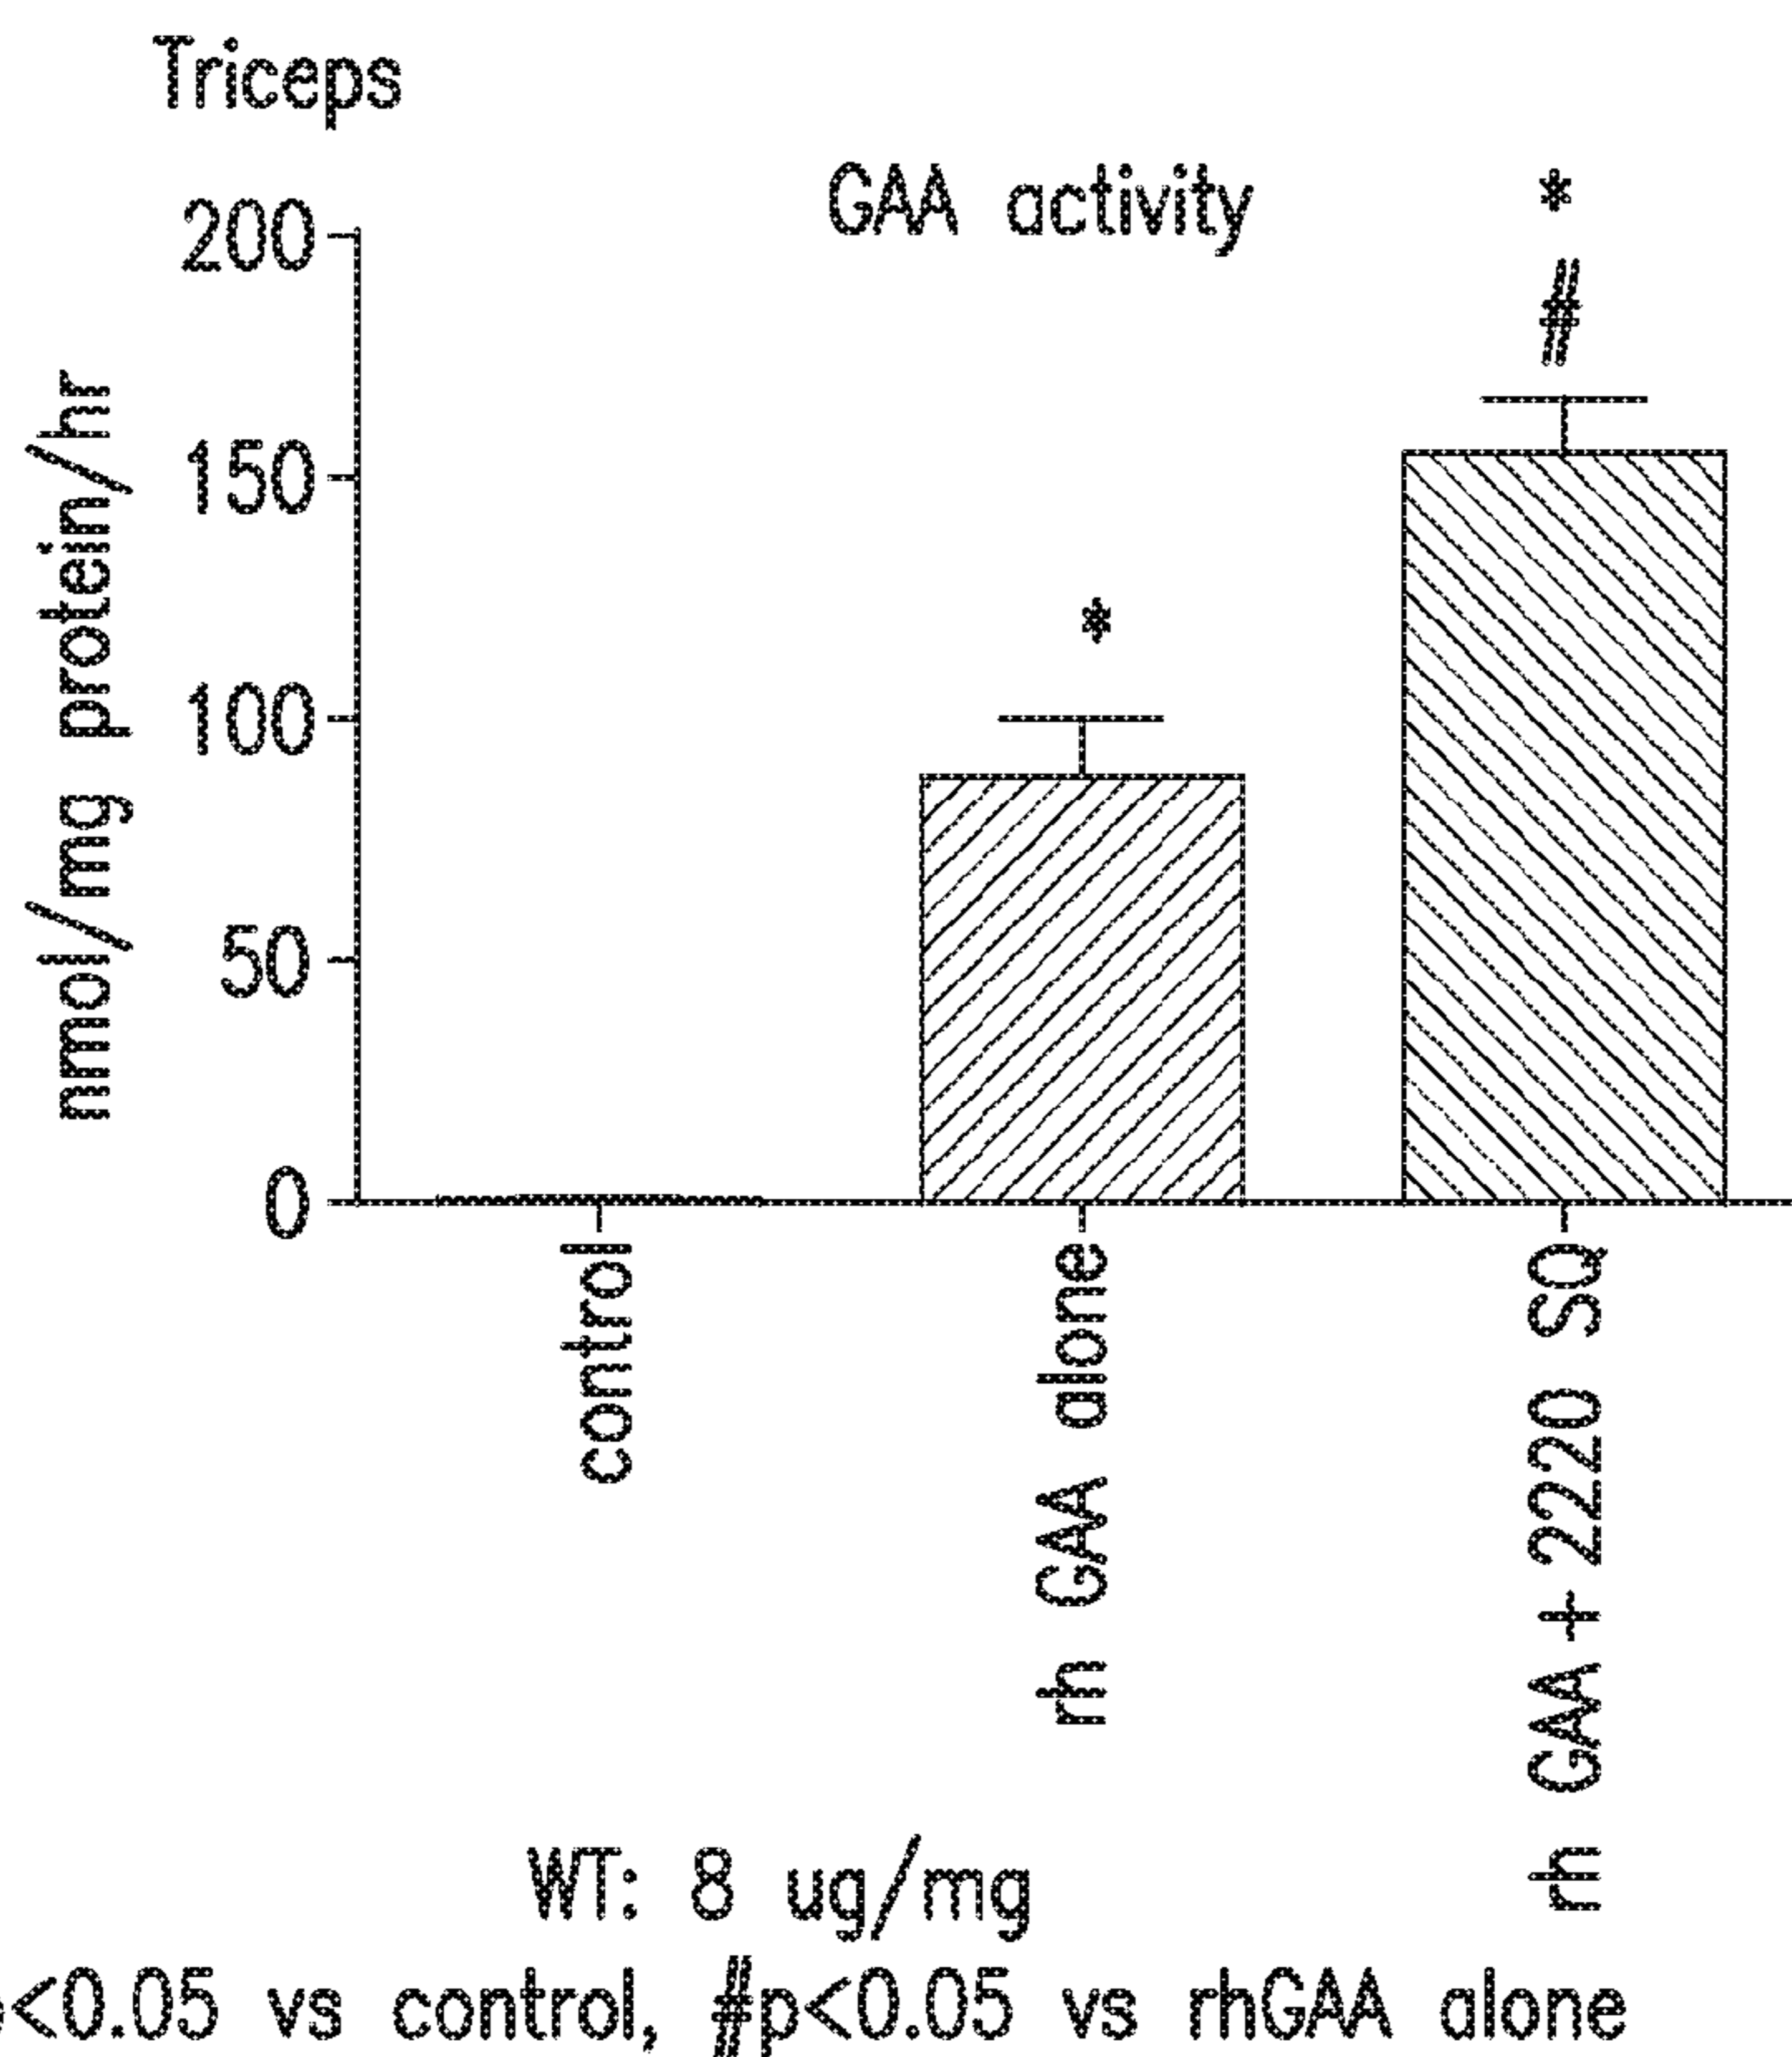 Triceps
GAA activity
*
#
*
200
150
100
50
0
nmol/mg protein/hr
control
rh GAA alone
rh GAA + 2220 SQ
WT: 8 ug/mg
<0.05 vs control, #p<0.05 vs rhGAA alone